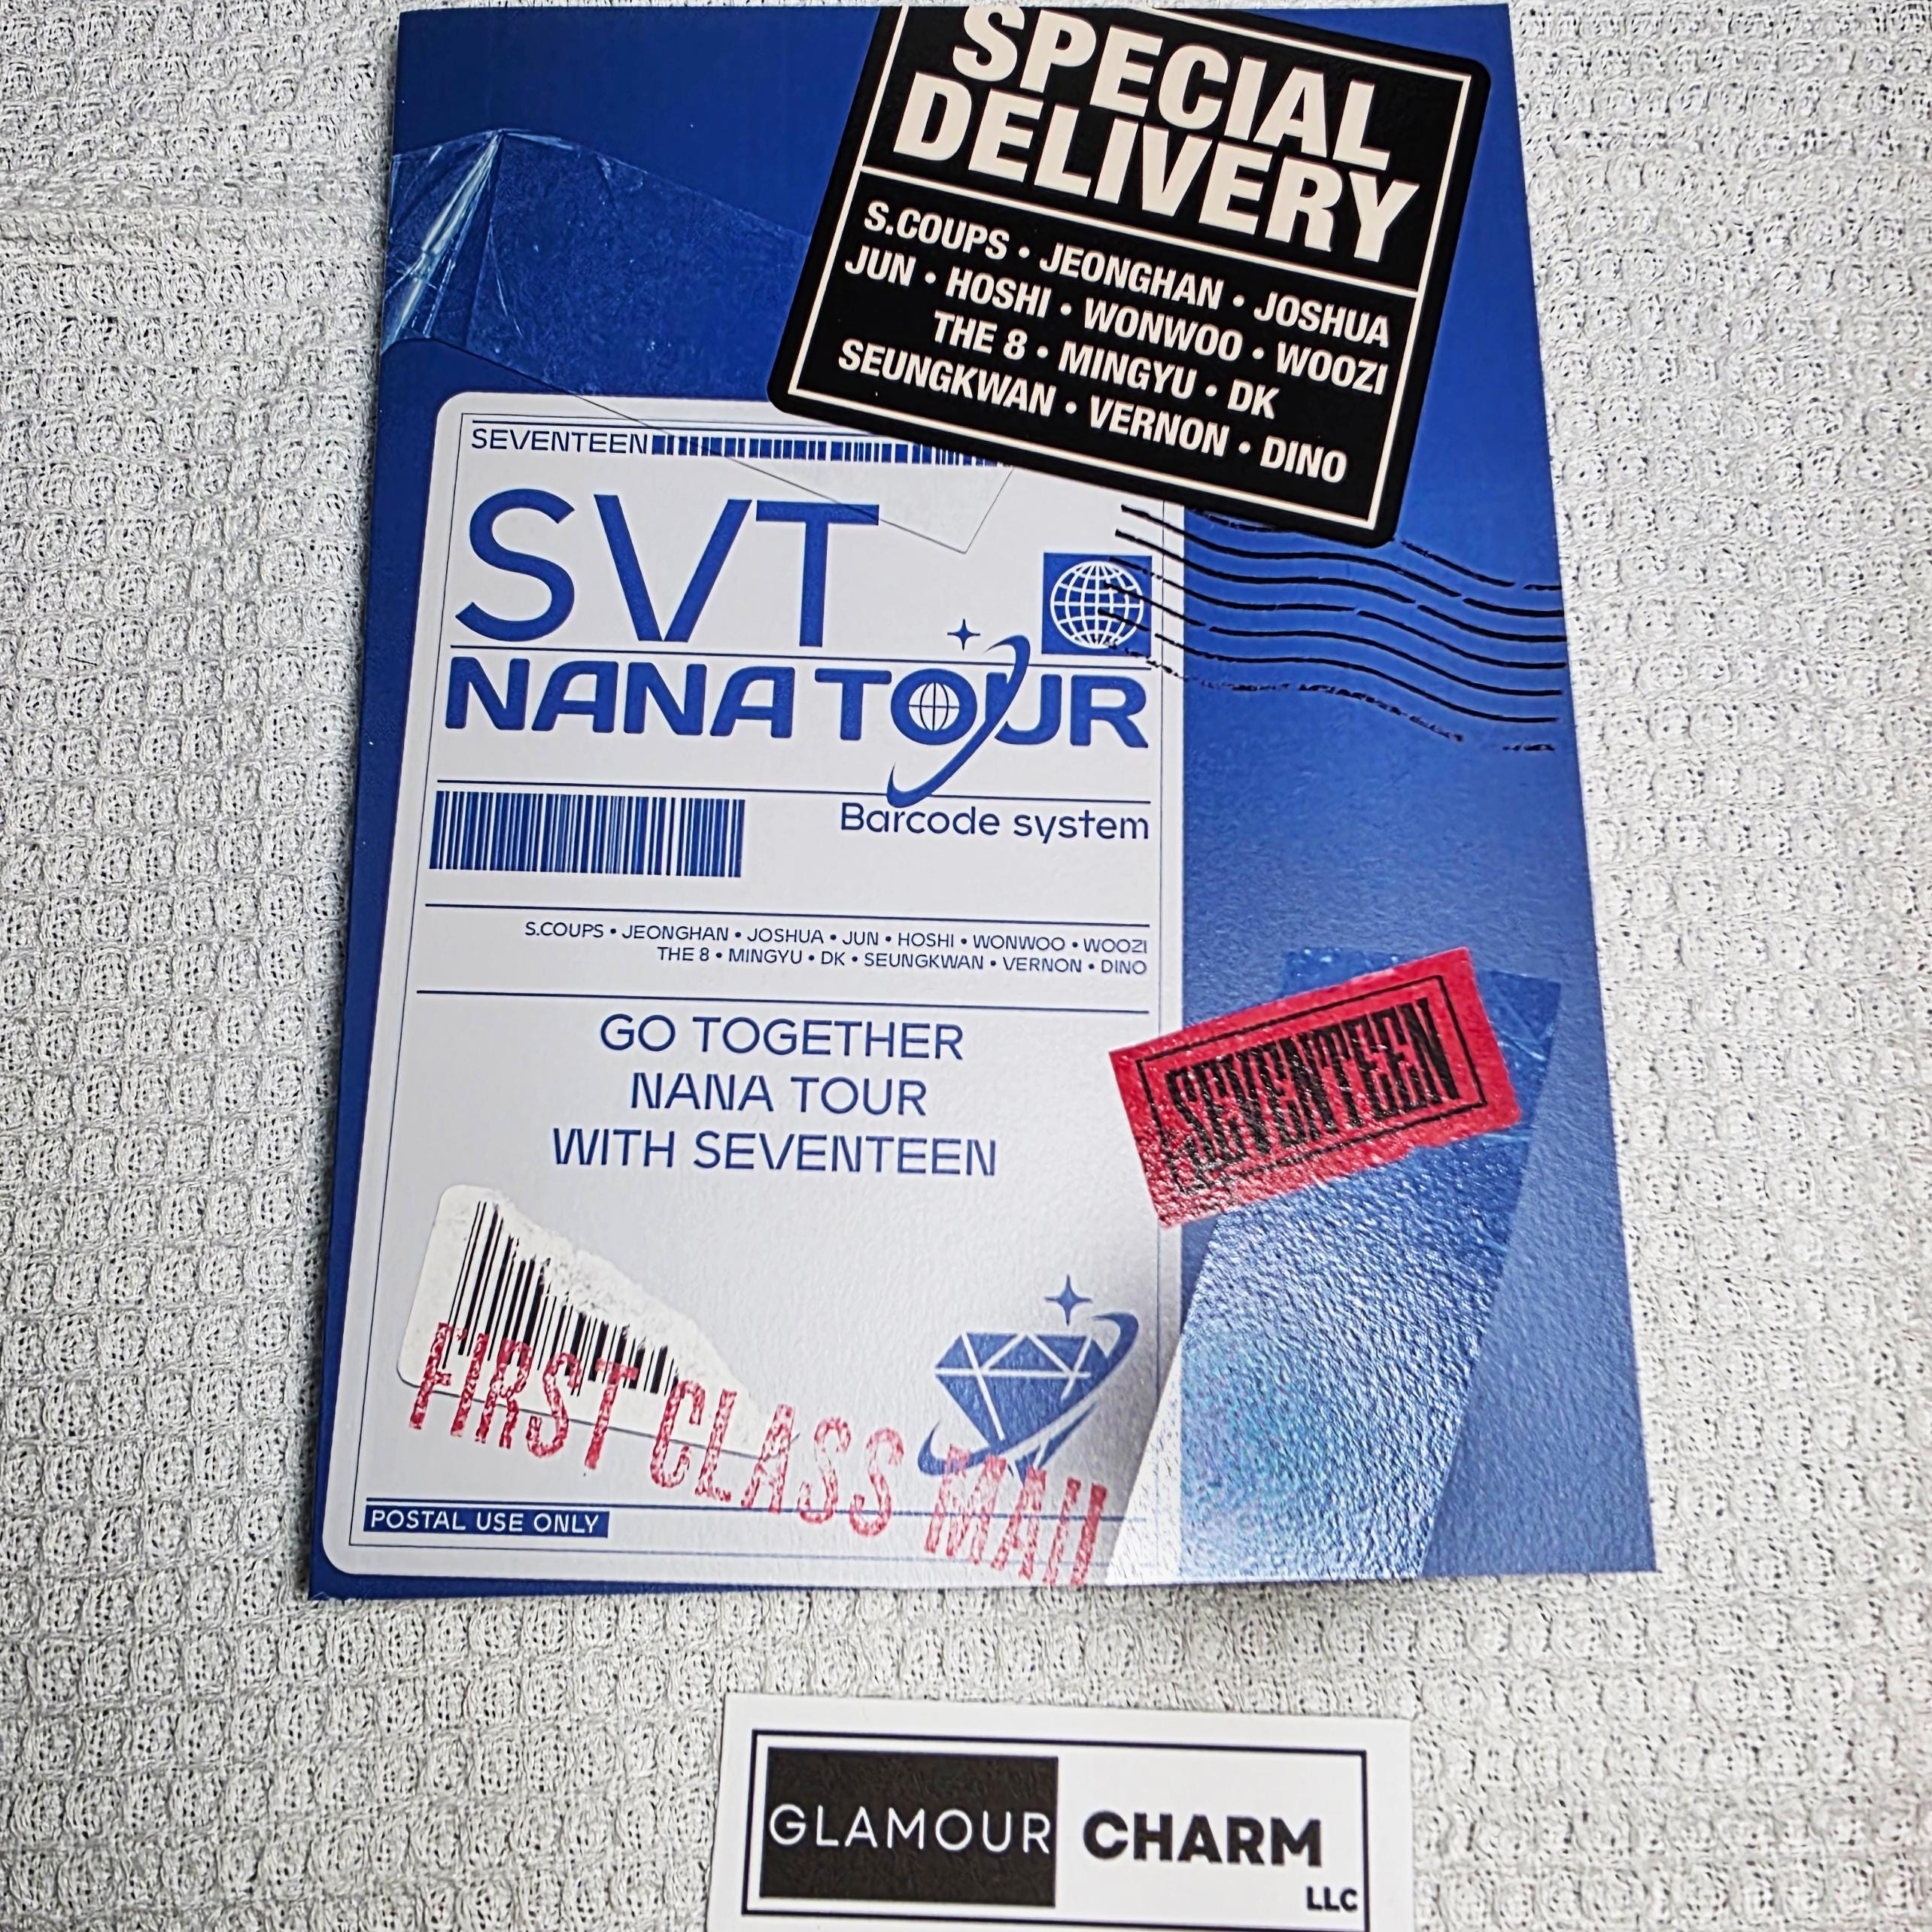 SPECIAL
DELIVERY
S.COUPS • JEONGHAN • JOSHUA
JUN • HOSHI • WONWOO • WOOZI
THE 8 • MINGYU • DK
SEUNGKWAN • VERNON • DINO
SEVENTEEN
SVT
NANA TOUR
Barcode system
S.COUPS • JEONGHAN • JOSHUA • JUN • HOSHI • WONWOO • WOOZI
THE 8 • MINGYU • DK • SEUNGKWAN • VERNON • DINO
GO TOGETHER
NANA TOUR
WITH SEVENTEEN
SEVENTEEN
FIRST CLASS MAIL
POSTAL USE ONLY
GLAMOUR CHARM
LLC